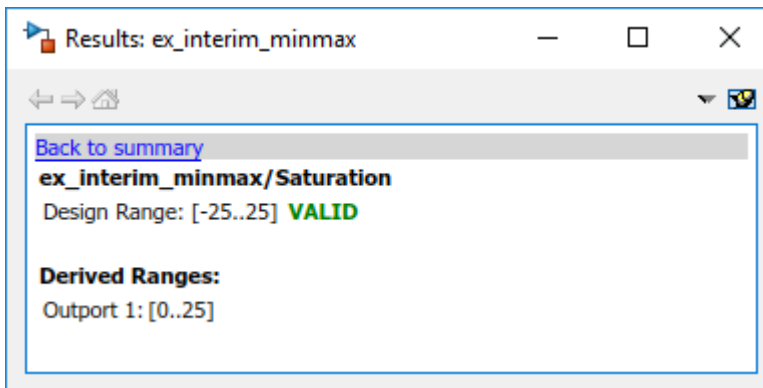 Results: ex_interim_minmax
Back to summary
ex_interim_minmax/Saturation
Design Range: [-25..25] VALID
Derived Ranges:
Outport 1: [0..25]